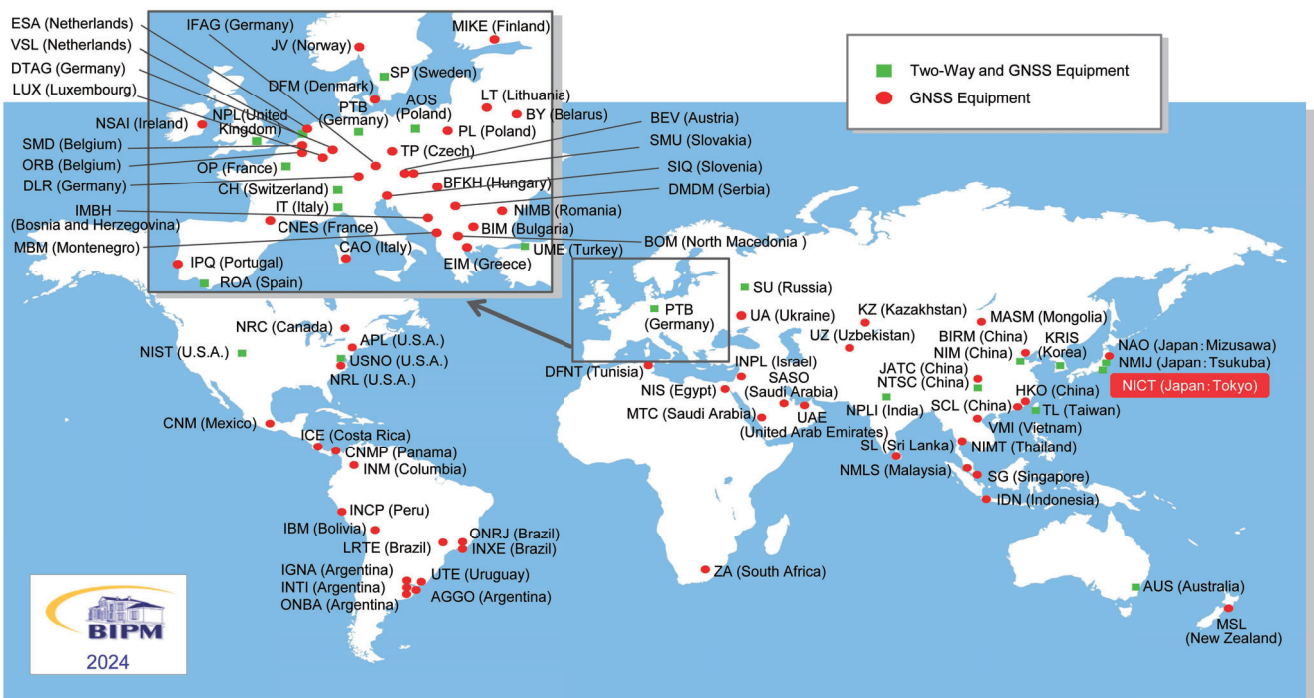 ESA (Netherlands)
VSL (Netherlands)
DTAG (Germany)
LUX (Luxembourg)
NSAI (Ireland)
SMD (Belgium)
ORB (Belgium)
DLR (Germany)
IMBH
(Bosnia and Herzegovina)
MBM (Montenegro)
IFAG (Germany)
JV (Norway)
MIKE (Finland)
SP (Sweden)
DFM (Denmark)
PTB
(Germany)
AOS
(Poland)
LT (Lithuania)
BY (Belarus)
NPL(United
Kingdom)
PL (Poland)
TP (Czech)
OP (France)
CH (Switzerland)
IT (Italy)
BFKH (Hungary)
NIMB (Romania)
CNES (France)
BIM (Bulgaria)
CAO (Italy)
UME (Turkey)
EIM (Greece)
IPQ (Portugal)
ROA (Spain)
BEV (Austria)
SMU (Slovakia)
SIQ (Slovenia)
DMDM (Serbia)
BOM (North Macedonia )
Two-Way and GNSS Equipment
GNSS Equipment
NRC (Canada)
APL (U.S.A.)
NIST (U.S.A.)
USNO (U.S.A.)
NRL (U.S.A.)
CNM (Mexico)
ICE (Costa Rica)
CNMP (Panama)
INM (Columbia)
INCP (Peru)
IBM (Bolivia)
ONRJ (Brazil)
LRTE (Brazil)
INXE (Brazil)
IGNA (Argentina)
UTE (Uruguay)
INTI (Argentina)
AGGO (Argentina)
ONBA (Argentina)
PTB
(Germany)
SU (Russia)
UA (Ukraine)
KZ (Kazakhstan)
UZ (Uzbekistan)
MASM (Mongolia)
BIRM (China)
NIM (China)
KRIS
(Korea)
NAO (Japan:Mizusawa)
NMIJ (Japan:Tsukuba)
NICT (Japan:Tokyo)
DFNT (Tunisia)
INPL (Israel)
NIS (Egypt)
SASO
(Saudi Arabia)
MTC (Saudi Arabia)
UAE
(United Arab Emirates)
JATC (China)
NTSC (China)
NPLI (India)
SCL (China)
HKO (China)
TL (Taiwan)
VMI (Vietnam)
SL (Sri Lanka)
NIMT (Thailand)
NMLS (Malaysia)
SG (Singapore)
IDN (Indonesia)
ZA (South Africa)
AUS (Australia)
MSL
(New Zealand)
BIPM
2024